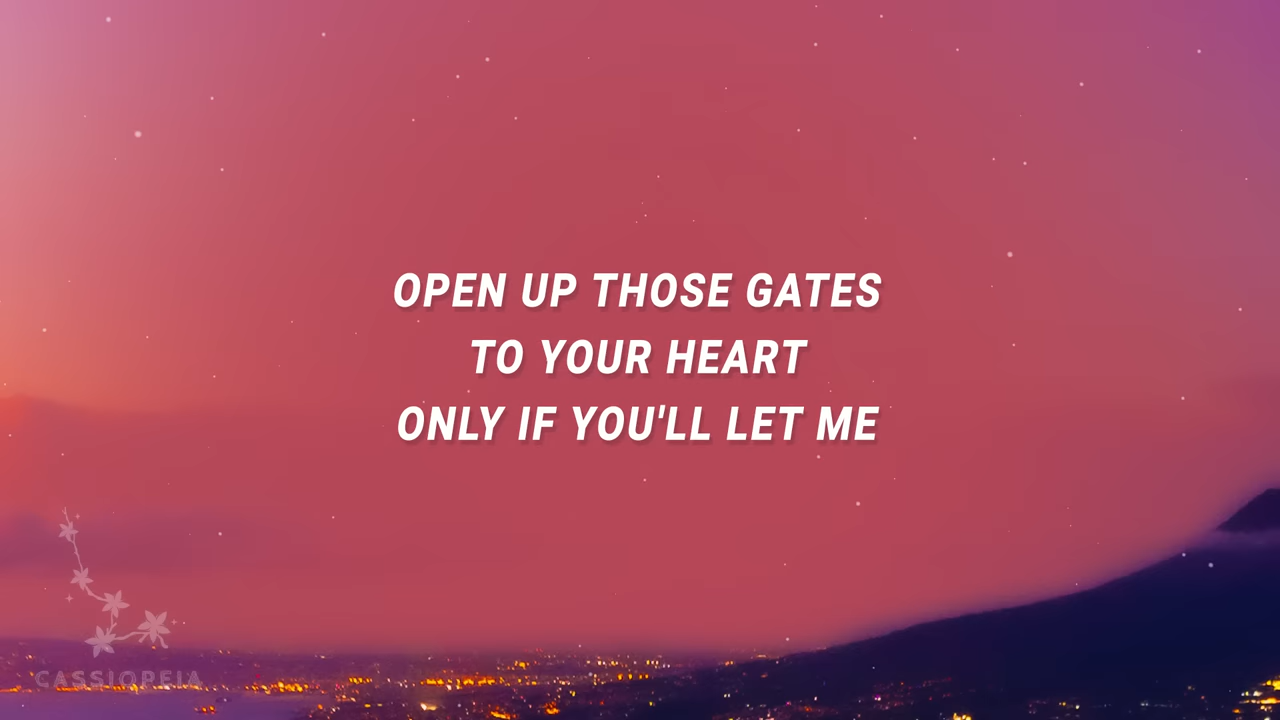 OPEN UP THOSE GATES
TO YOUR HEART
ONLY IF YOU'LL LET ME
CASSIOPEIA